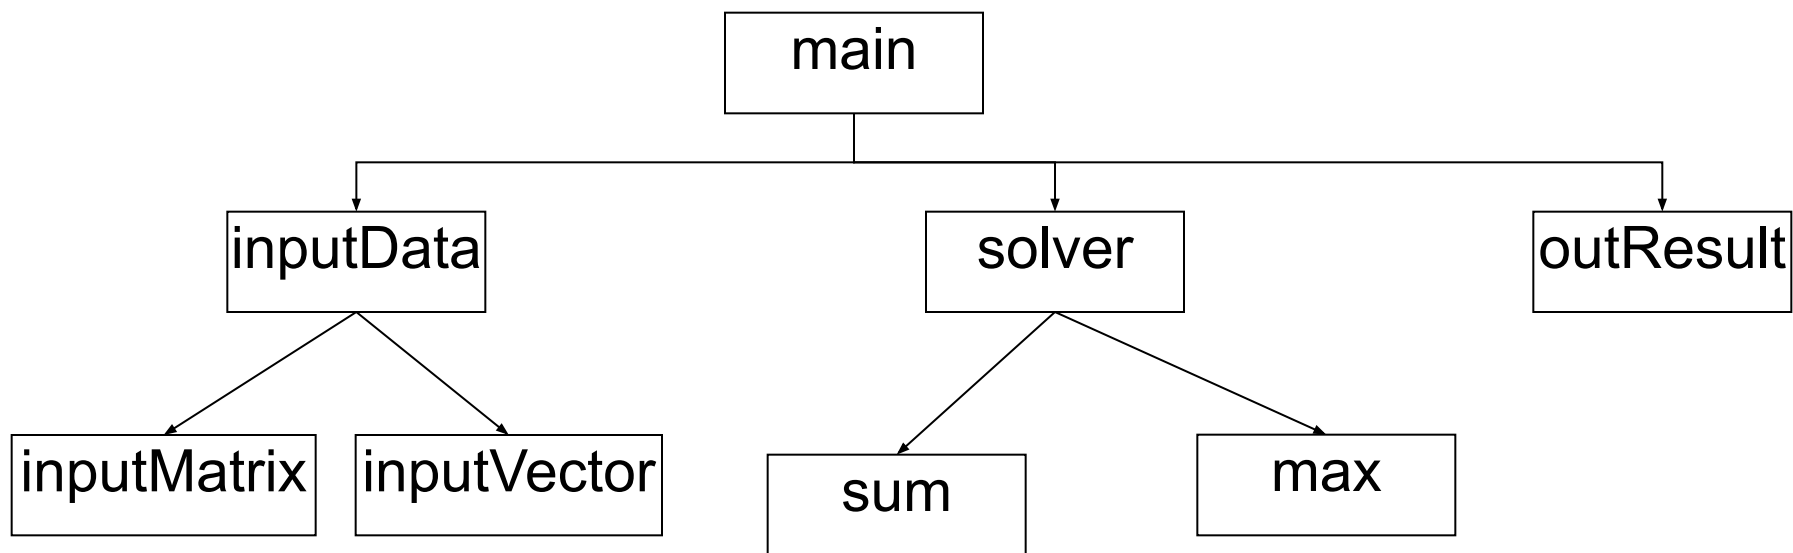 main
inputData
solver
outResult
inputMatrix
inputVector
sum
max